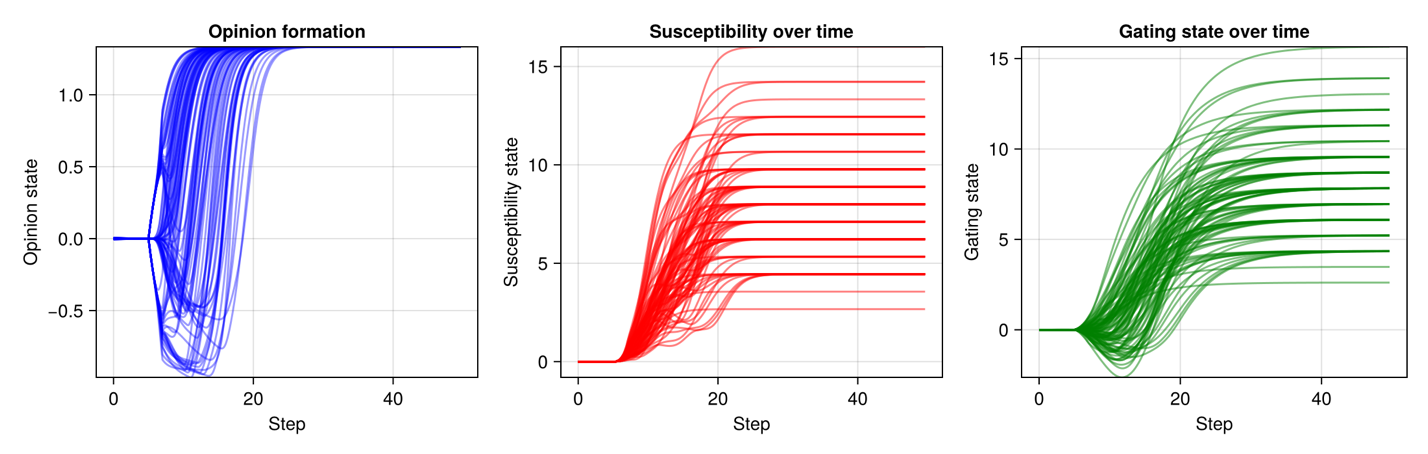 Opinion formation
1.0
0.5
0.0
−0.5
Opinion state
0 20 40
Step
Susceptibility over time
15
10
5
0
Susceptibility state
0 20 40
Step
Gating state over time
15
10
5
0
Gating state
0 20 40
Step